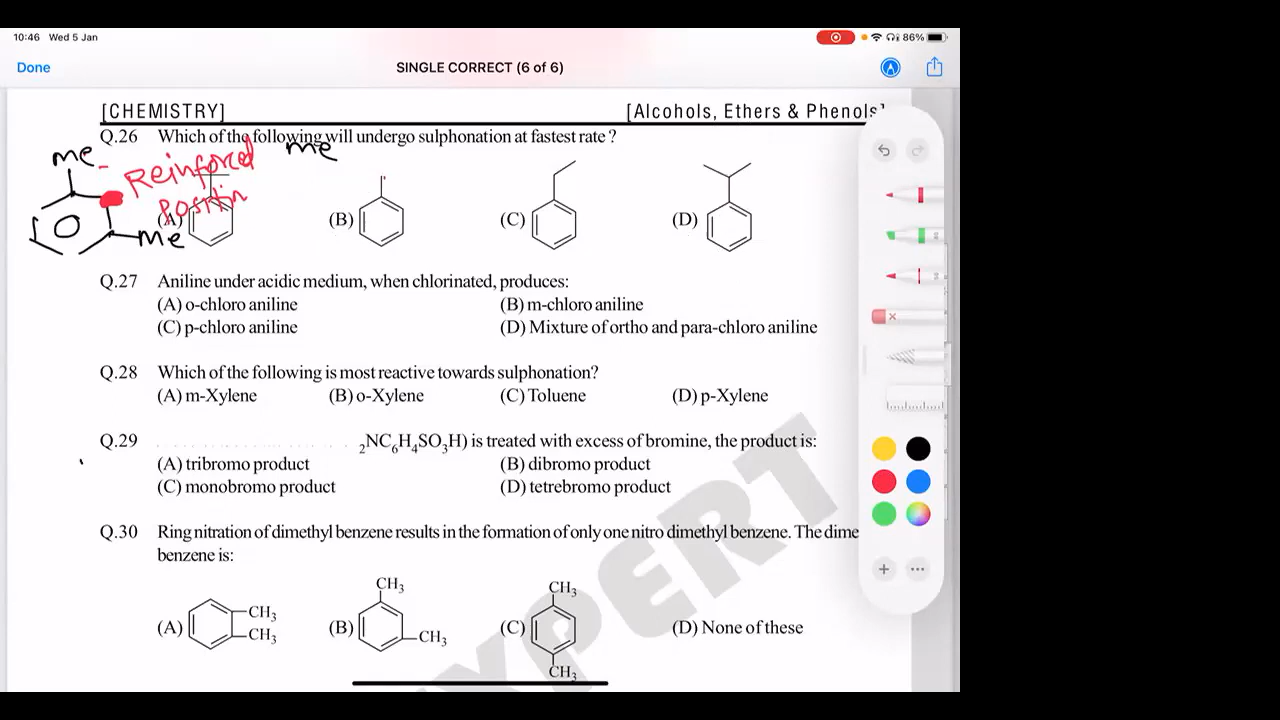 10:46 Wed 5 Jan
86%
Done
SINGLE CORRECT (6 of 6)
[CHEMISTRY]
[Alcohols, Ethers & Phenols]
Q.26 Which of the following will undergo sulphonation at fastest rate ?
me
me
Reinforced
(A)
(B)
(C)
(D)
me
Q.27 Aniline under acidic medium, when chlorinated, produces:
(A) o-chloro aniline (B) m-chloro aniline
(C) p-chloro aniline (D) Mixture of ortho and para-chloro aniline
Q.28 Which of the following is most reactive towards sulphonation?
(A) m-Xylene (B) o-Xylene (C) Toluene (D) p-Xylene
Q.29 ₂NC₆H₄SO₃H) is treated with excess of bromine, the product is:
(A) tribromo product (B) dibromo product
(C) monobromo product (D) tetrebromo product
Q.30 Ring nitration of dimethyl benzene results in the formation of only one nitro dimethyl benzene. The dime
benzene is:
(A) CH₃ CH₃ (B) CH₃ CH₃ (C) CH₃ CH₃ (D) None of these
XPERT